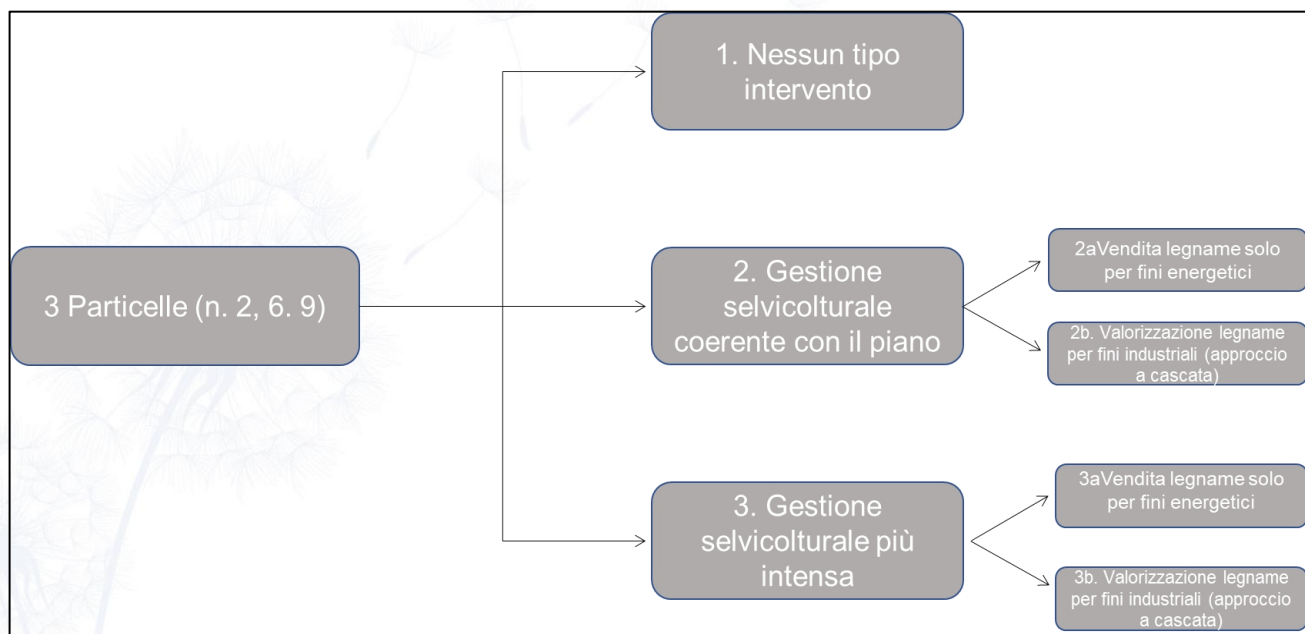 1. Nessun tipo
intervento
3 Particelle (n. 2, 6. 9)
2. Gestione
selvicolturale
coerente con il piano
2aVendita legname solo
per fini energetici
2b. Valorizzazione legname
per fini industriali (approccio
a cascata)
3. Gestione
selvicolturale più
intensa
3aVendita legname solo
per fini energetici
3b. Valorizzazione legname
per fini industriali (approccio
a cascata)